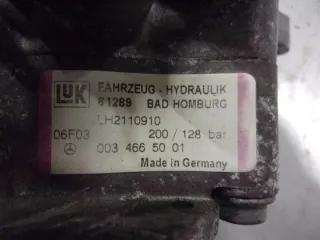 LUK FAHRZEUG - HYDRAULIK
61289 BAD HOMBURG
LH2110910
06F03 200 / 128 bar
003 466 50 01
Made in Germany